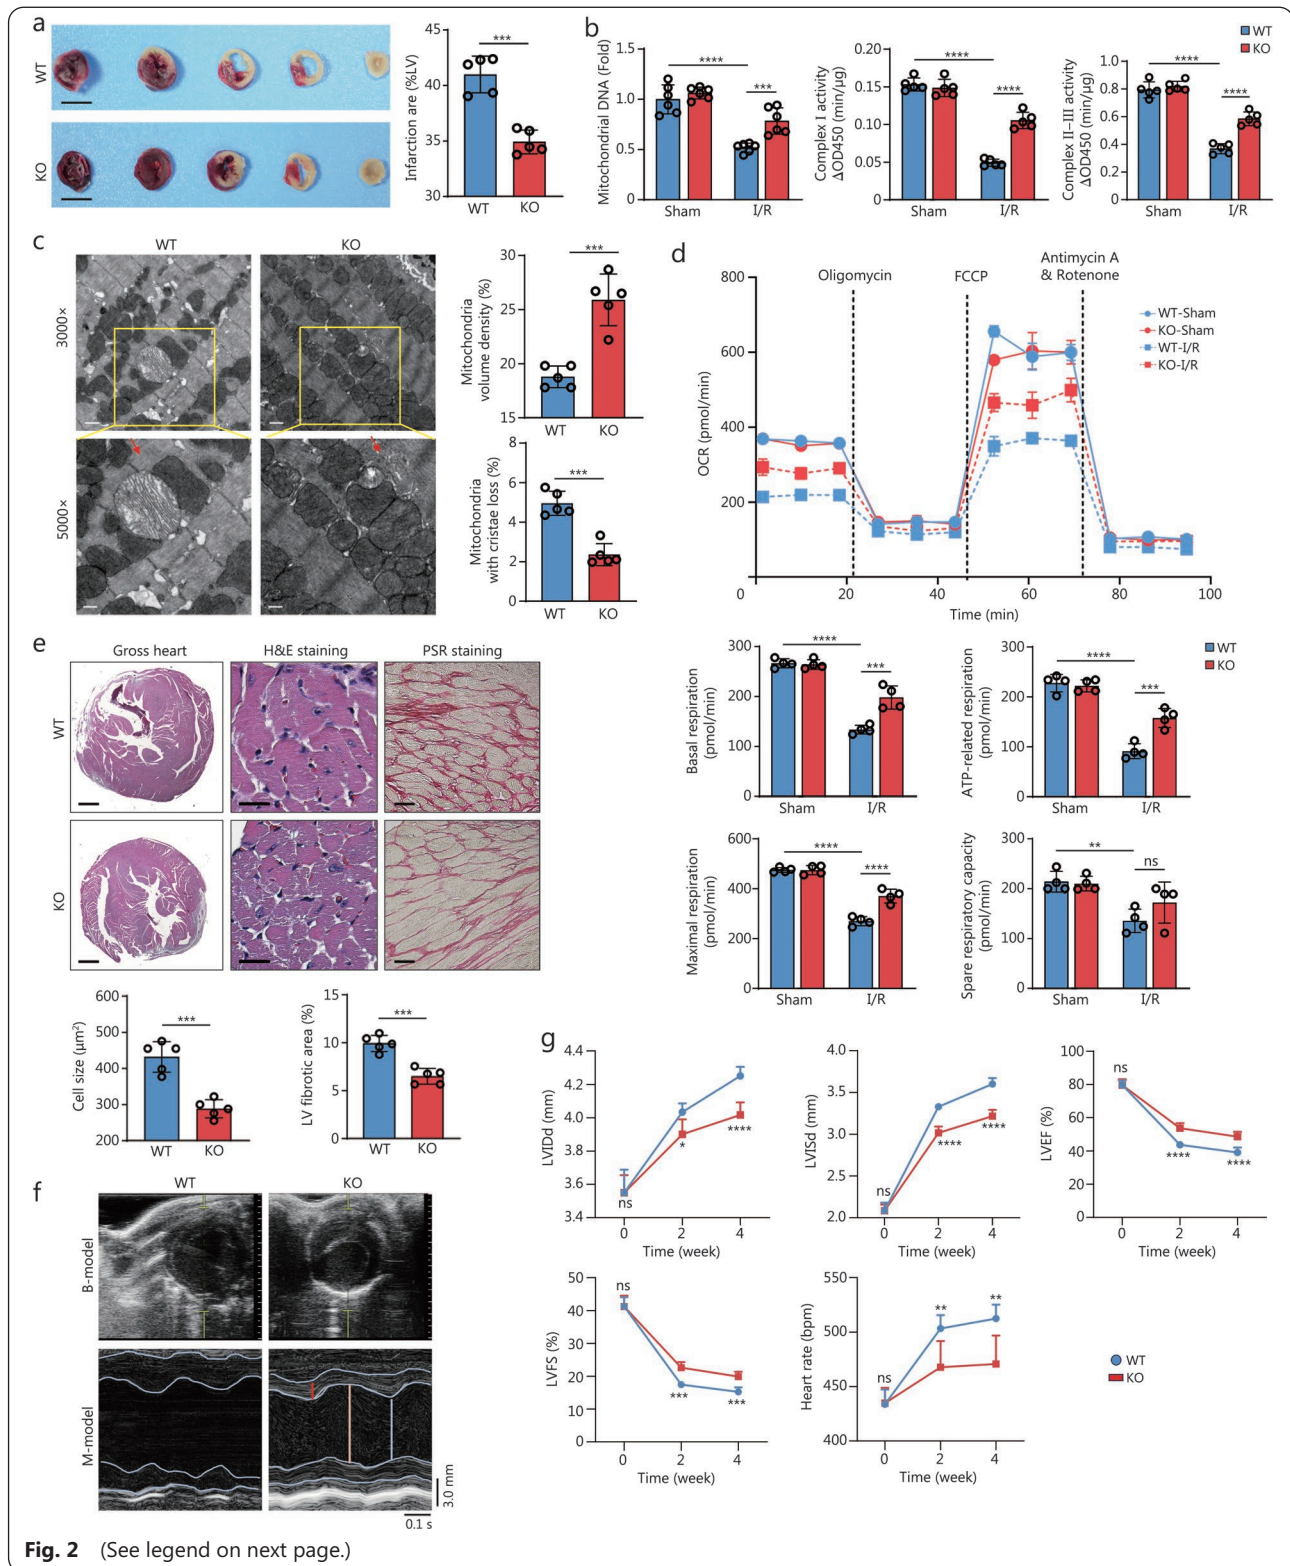 a
WT
KO
Infarction are (%LV)
45
40
35
30
***
WT
KO
b
WT
KO
Mitochondrial DNA (Fold)
1.5
1.0
0.5
0
****
***
Sham
I/R
Complex I activity
ΔOD450 (min/μg)
0.20
0.15
0.10
0.05
0
****
****
Sham
I/R
Complex II–III activity
ΔOD450 (min/μg)
1.0
0.8
0.6
0.4
0.2
0
****
****
Sham
I/R
c
WT
KO
3000×
5000×
Mitochondria
volume density (%)
30
25
20
15
***
WT
KO
Mitochondria
with cristae loss (%)
8
6
4
2
0
***
WT
KO
d
Oligomycin
FCCP
Antimycin A
& Rotenone
WT-Sham
KO-Sham
WT-I/R
KO-I/R
OCR (pmol/min)
800
600
400
200
0
20
40
60
80
100
Time (min)
WT
KO
Basal respiration
(pmol/min)
300
200
100
0
****
***
Sham
I/R
ATP-related respiration
(pmol/min)
300
200
100
0
****
***
Sham
I/R
Maximal respiration
(pmol/min)
600
400
200
0
****
****
Sham
I/R
Spare respiratory capacity
(pmol/min)
300
200
100
0
**
ns
Sham
I/R
e
Gross heart
H&E staining
PSR staining
WT
KO
Cell size (μm²)
600
500
400
300
200
***
WT
KO
LV fibrotic area (%)
15
10
5
0
***
WT
KO
f
WT
KO
B-model
M-model
3.0 mm
0.1 s
g
LVIDd (mm)
4.4
4.2
4.0
3.8
3.6
3.4
ns
*
****
0
2
4
Time (week)
LVISd (mm)
4.0
3.5
3.0
2.5
2.0
ns
****
****
0
2
4
Time (week)
LVEF (%)
100
80
60
40
20
0
ns
****
****
0
2
4
Time (week)
LVFS (%)
50
40
30
20
10
0
ns
***
***
0
2
4
Time (week)
Heart rate (bpm)
550
500
450
400
ns
**
**
0
2
4
Time (week)
WT
KO
Fig. 2 (See legend on next page.)